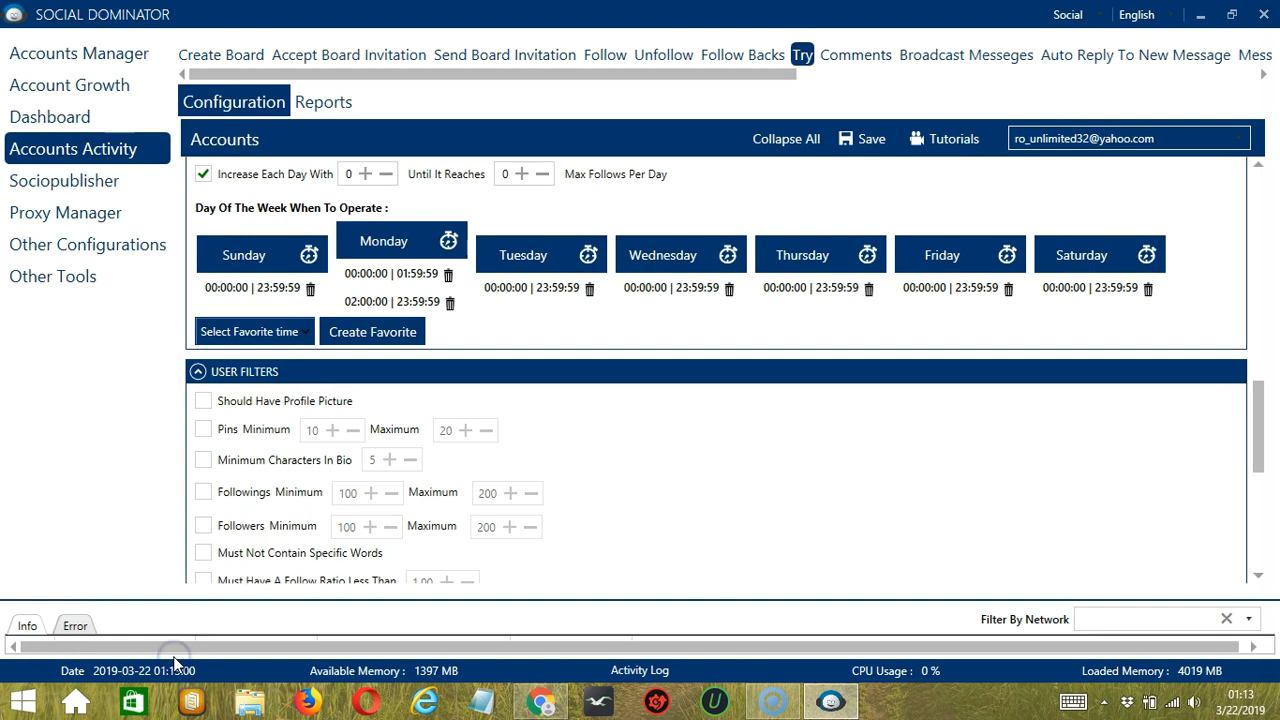 SOCIAL DOMINATOR
Social
English
Accounts Manager
Account Growth
Dashboard
Accounts Activity
Sociopublisher
Proxy Manager
Other Configurations
Other Tools
Create Board Accept Board Invitation Send Board Invitation Follow Unfollow Follow Backs Try Comments Broadcast Messeges Auto Reply To New Message Mess
Configuration Reports
Accounts Collapse All Save Tutorials ro_unlimited32@yahoo.com
Increase Each Day With 0 Until It Reaches 0 Max Follows Per Day
Day Of The Week When To Operate :
Sunday Monday Tuesday Wednesday Thursday Friday Saturday
00:00:00 | 23:59:59 00:00:00 | 01:59:59 00:00:00 | 23:59:59 00:00:00 | 23:59:59 00:00:00 | 23:59:59 00:00:00 | 23:59:59 00:00:00 | 23:59:59
02:00:00 | 23:59:59
Select Favorite time Create Favorite
USER FILTERS
Should Have Profile Picture
Pins Minimum 10 Maximum 20
Minimum Characters In Bio 5
Followings Minimum 100 Maximum 200
Followers Minimum 100 Maximum 200
Must Not Contain Specific Words
Must Have A Follow Ratio Less Than 1.00
Info Error Filter By Network
Date 2019-03-22 01:13:00 Available Memory : 1397 MB Activity Log CPU Usage : 0 % Loaded Memory : 4019 MB
01:13
3/22/2019